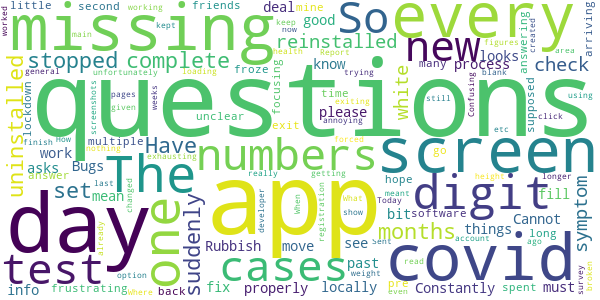 little second working mine friends every
missing So deal good
worked now keep main
kept reinstalled new answering
stopped complete know looks check
figures Report area created
general froze many process arriving
uninstalled lockdown How
questions
unfortunately loading health trying
pages given weeks screenshots
focusing time please White
unclear exit exiting blank
annoying supposed Confusing etc
still using click
The Have numbers screen
multiple work Bugs
asks answer finish nothing
exhausting forced go
day one set mean
app digit symptom
really getting hope fill
last changed When What
developer registration show meant
height longer Today
months bit software Cannot
already suddenly Rubbish move see
sent account things long ago
test cases covid
info frustrating option Where back
fix properly locally past weight
pre even Constantly read spent
must survey broken